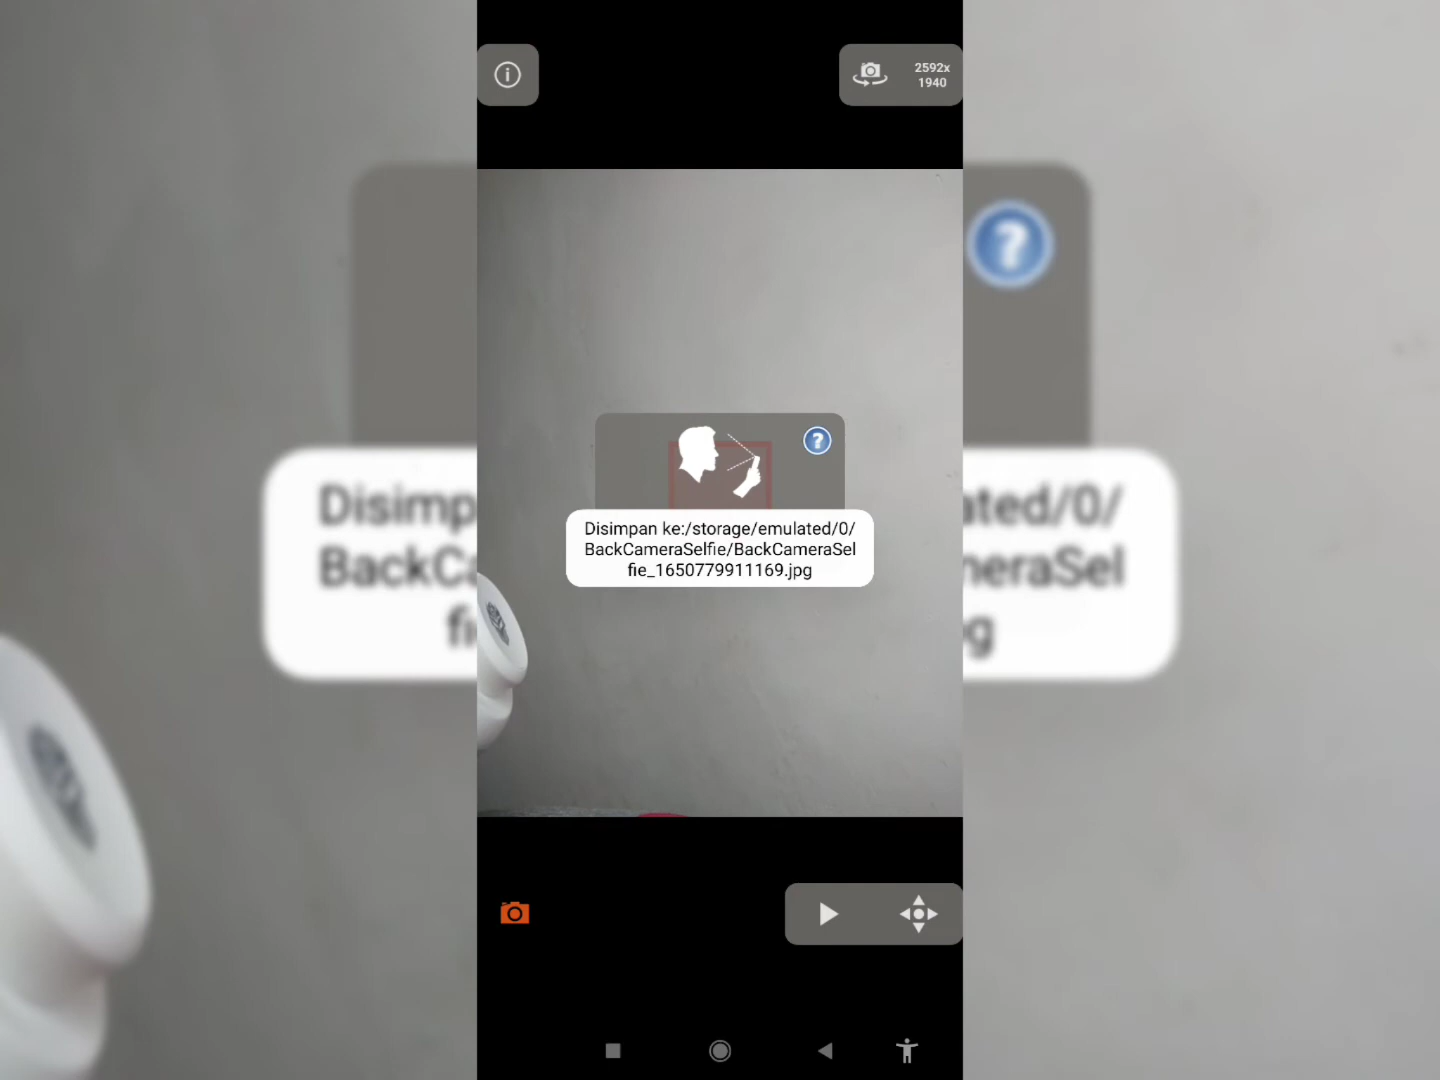 2592x
1940
Disimpan ke:/storage/emulated/0/
BackCameraSelfie/BackCameraSel
fie_1650779911169.jpg